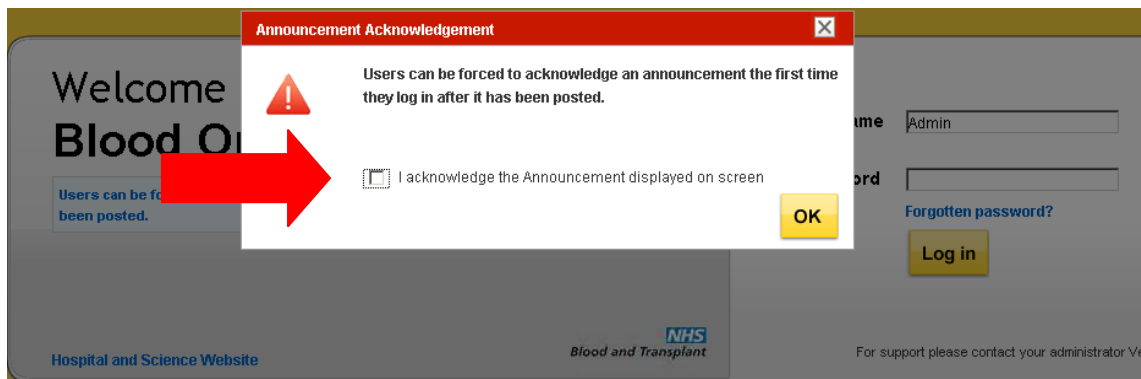 Announcement Acknowledgement
Users can be forced to acknowledge an announcement the first time
they log in after it has been posted.
I acknowledge the Announcement displayed on screen
OK
Welcome
Blood O
Users can be fo
been posted.
ame
Admin
ord
Forgotten password?
Log in
Hospital and Science Website
NHS
Blood and Transplant
For support please contact your administrator Ve